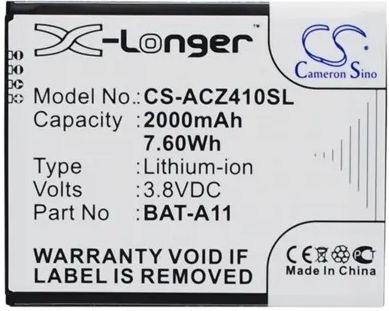 X-Longer
CS
Cameron Sino
Model No.: CS-ACZ410SL
Capacity: 2000mAh
7.60Wh
Type: Lithium-ion
Volts: 3.8VDC
Part No.: BAT-A11
WARRANTY VOID IF
LABEL IS REMOVED
CE
Made In China